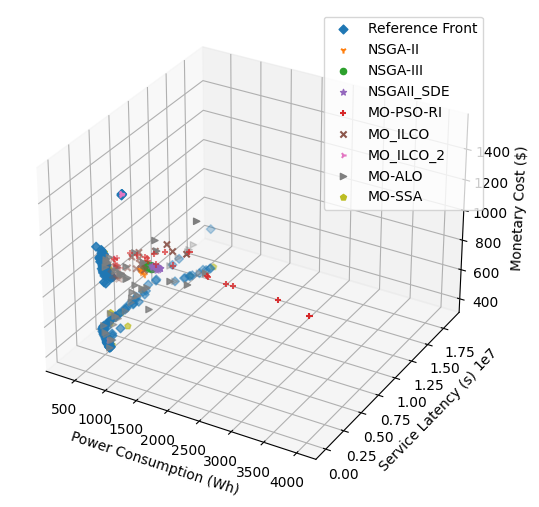 Reference Front
NSGA-II
NSGA-III
NSGAII_SDE
MO-PSO-RI
MO_ILCO
MO_ILCO_2
MO-ALO
MO-SSA
1400
1200
1000
800
600
400
Monetary Cost ($)
1e7
1.75
1.50
1.25
1.00
0.75
0.50
0.25
0.00
Service Latency (s)
500
1000
1500
2000
2500
3000
3500
4000
Power Consumption (Wh)